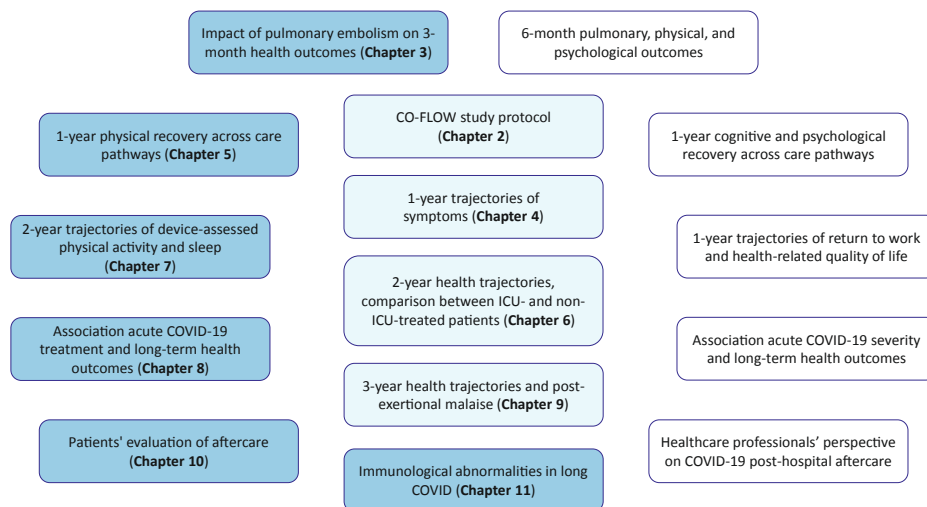 Impact of pulmonary embolism on 3-
month health outcomes (Chapter 3)
6-month pulmonary, physical, and
psychological outcomes
1-year physical recovery across care
pathways (Chapter 5)
CO-FLOW study protocol
(Chapter 2)
1-year cognitive and psychological
recovery across care pathways
1-year trajectories of
symptoms (Chapter 4)
2-year trajectories of device-assessed
physical activity and sleep
(Chapter 7)
1-year trajectories of return to work
and health-related quality of life
2-year health trajectories,
comparison between ICU- and non-
ICU-treated patients (Chapter 6)
Association acute COVID-19
treatment and long-term health
outcomes (Chapter 8)
Association acute COVID-19 severity
and long-term health outcomes
3-year health trajectories and post-
exertional malaise (Chapter 9)
Patients' evaluation of aftercare
(Chapter 10)
Healthcare professionals’ perspective
on COVID-19 post-hospital aftercare
Immunological abnormalities in long
COVID (Chapter 11)